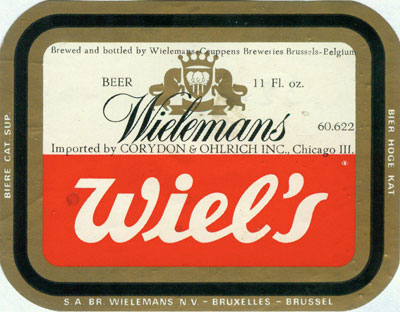 Brewed and bottled by Wielemans-Ceuppens Breweries Brussels-Belgium
BEER 11 Fl. oz.
Wielemans
60.622
Imported by CORYDON & OHLRICH INC., Chicago Ill.
Wiel's
BIERE CAT. SUP.
BIER HOGE KAT
S.A. BR. WIELEMANS N.V. - BRUXELLES - BRUSSEL